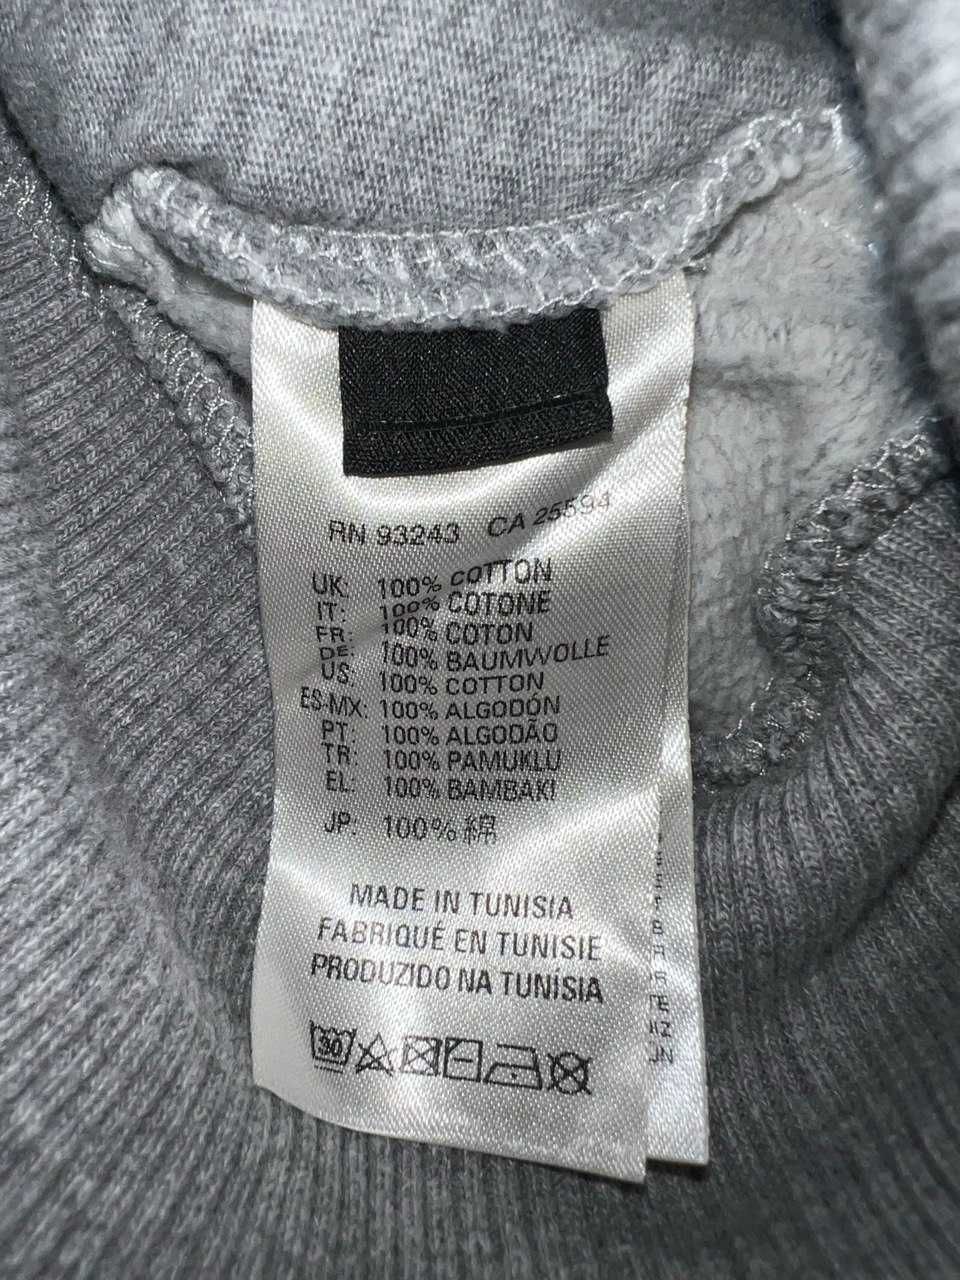 RN 93243 CA 25594
UK: 100% COTTON
IT: 100% COTONE
FR: 100% COTON
DE: 100% BAUMWOLLE
US: 100% COTTON
ES-MX: 100% ALGODÓN
PT: 100% ALGODÃO
TR: 100% PAMUKLU
EL: 100% BAMBAKI
JP: 100% 綿
MADE IN TUNISIA
FABRIQUÉ EN TUNISIE
PRODUZIDO NA TUNÍSIA
30